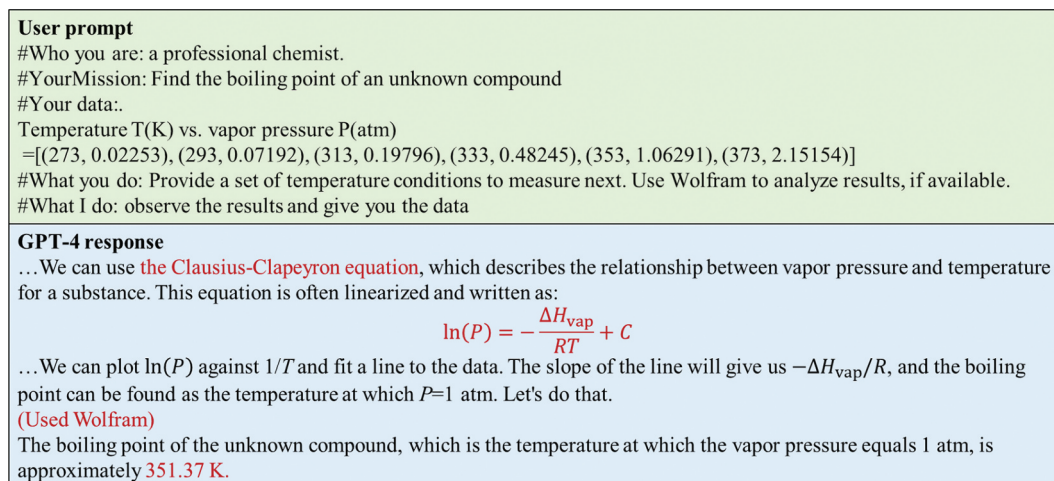 User prompt
#Who you are: a professional chemist.
#YourMission: Find the boiling point of an unknown compound
#Your data:.
Temperature T(K) vs. vapor pressure P(atm)
=[(273, 0.02253), (293, 0.07192), (313, 0.19796), (333, 0.48245), (353, 1.06291), (373, 2.15154)]
#What you do: Provide a set of temperature conditions to measure next. Use Wolfram to analyze results, if available.
#What I do: observe the results and give you the data
GPT-4 response
…We can use the Clausius-Clapeyron equation, which describes the relationship between vapor pressure and temperature
for a substance. This equation is often linearized and written as:
ln(P) = −ΔHvap/RT + C
…We can plot ln(P) against 1/T and fit a line to the data. The slope of the line will give us −ΔHvap/R, and the boiling
point can be found as the temperature at which P=1 atm. Let's do that.
(Used Wolfram)
The boiling point of the unknown compound, which is the temperature at which the vapor pressure equals 1 atm, is
approximately 351.37 K.